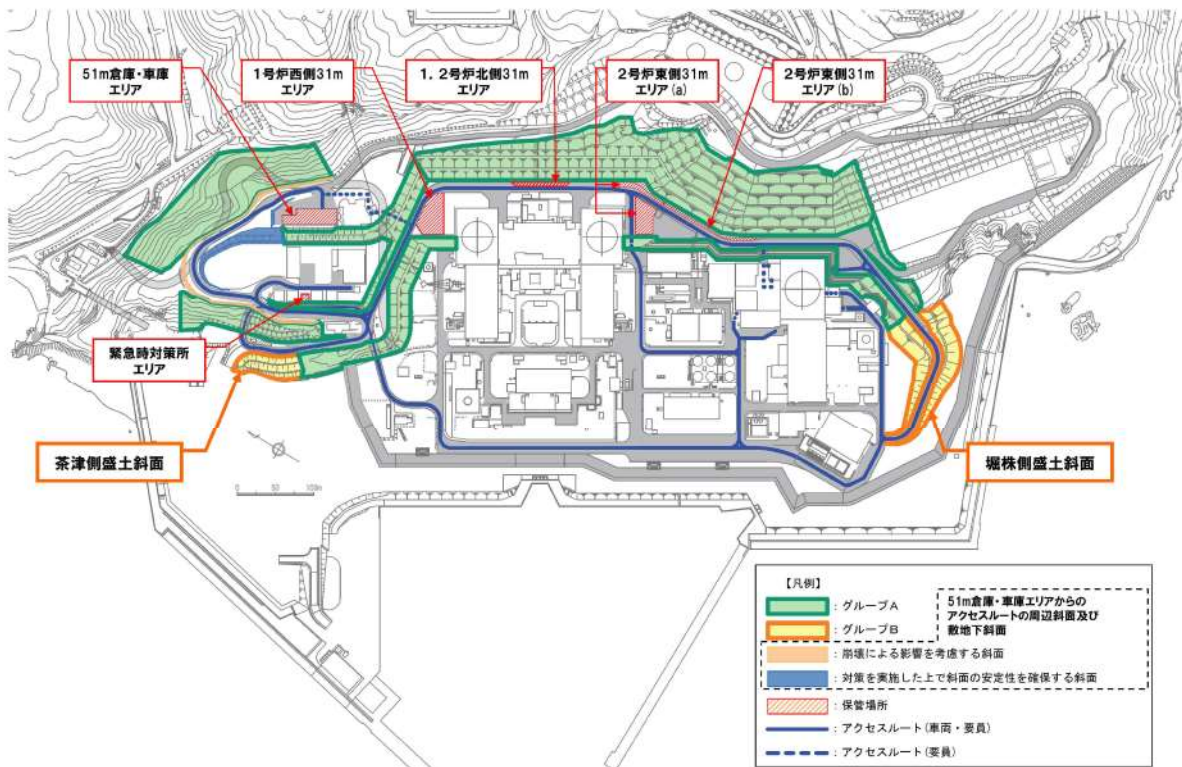 51m倉庫・車庫
エリア
1号炉西側31m
エリア
1．2号炉北側31m
エリア
2号炉東側31m
エリア(a)
2号炉東側31m
エリア(b)
緊急時対策所
エリア
茶津側盛土斜面
堀株側盛土斜面
0 50 100m
【凡例】
：グループA
：グループB
51m倉庫・車庫エリアからの
アクセスルートの周辺斜面及び
敷地下斜面
：崩壊による影響を考慮する斜面
：対策を実施した上で斜面の安定性を確保する斜面
：保管場所
：アクセスルート(車両・要員)
：アクセスルート(要員)